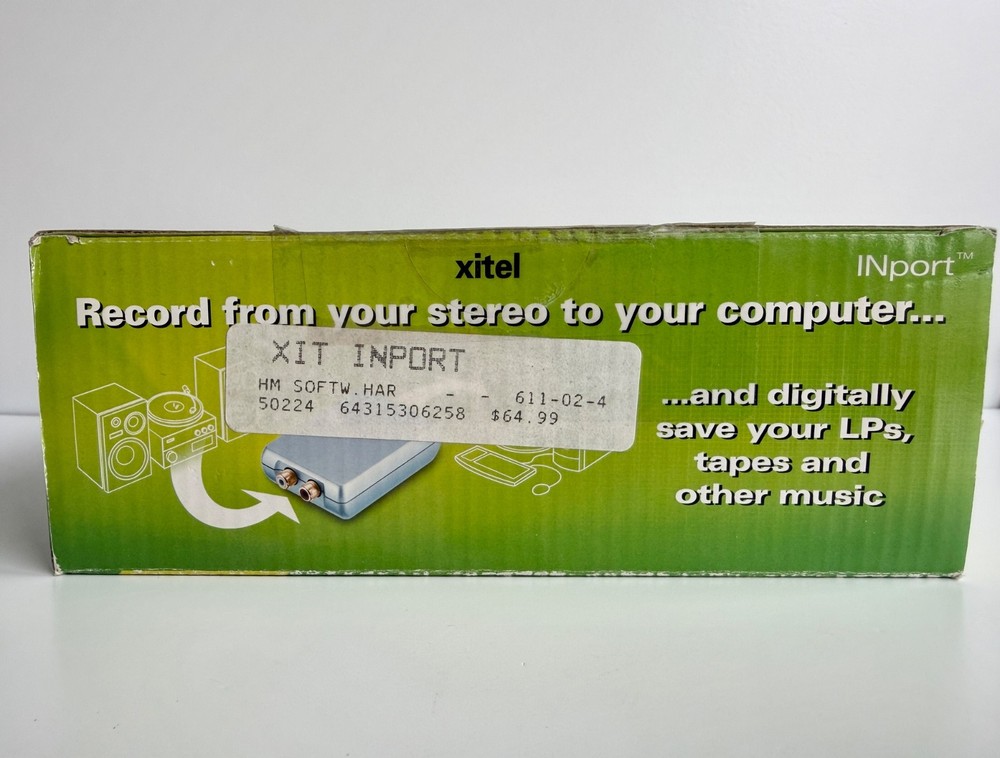 xitel
INport™
Record from your stereo to your computer...
XIT INPORT
HM SOFTW.HAR - - 611-02-4
50224 64315306258 $64.99
...and digitally
save your LPs,
tapes and
other music